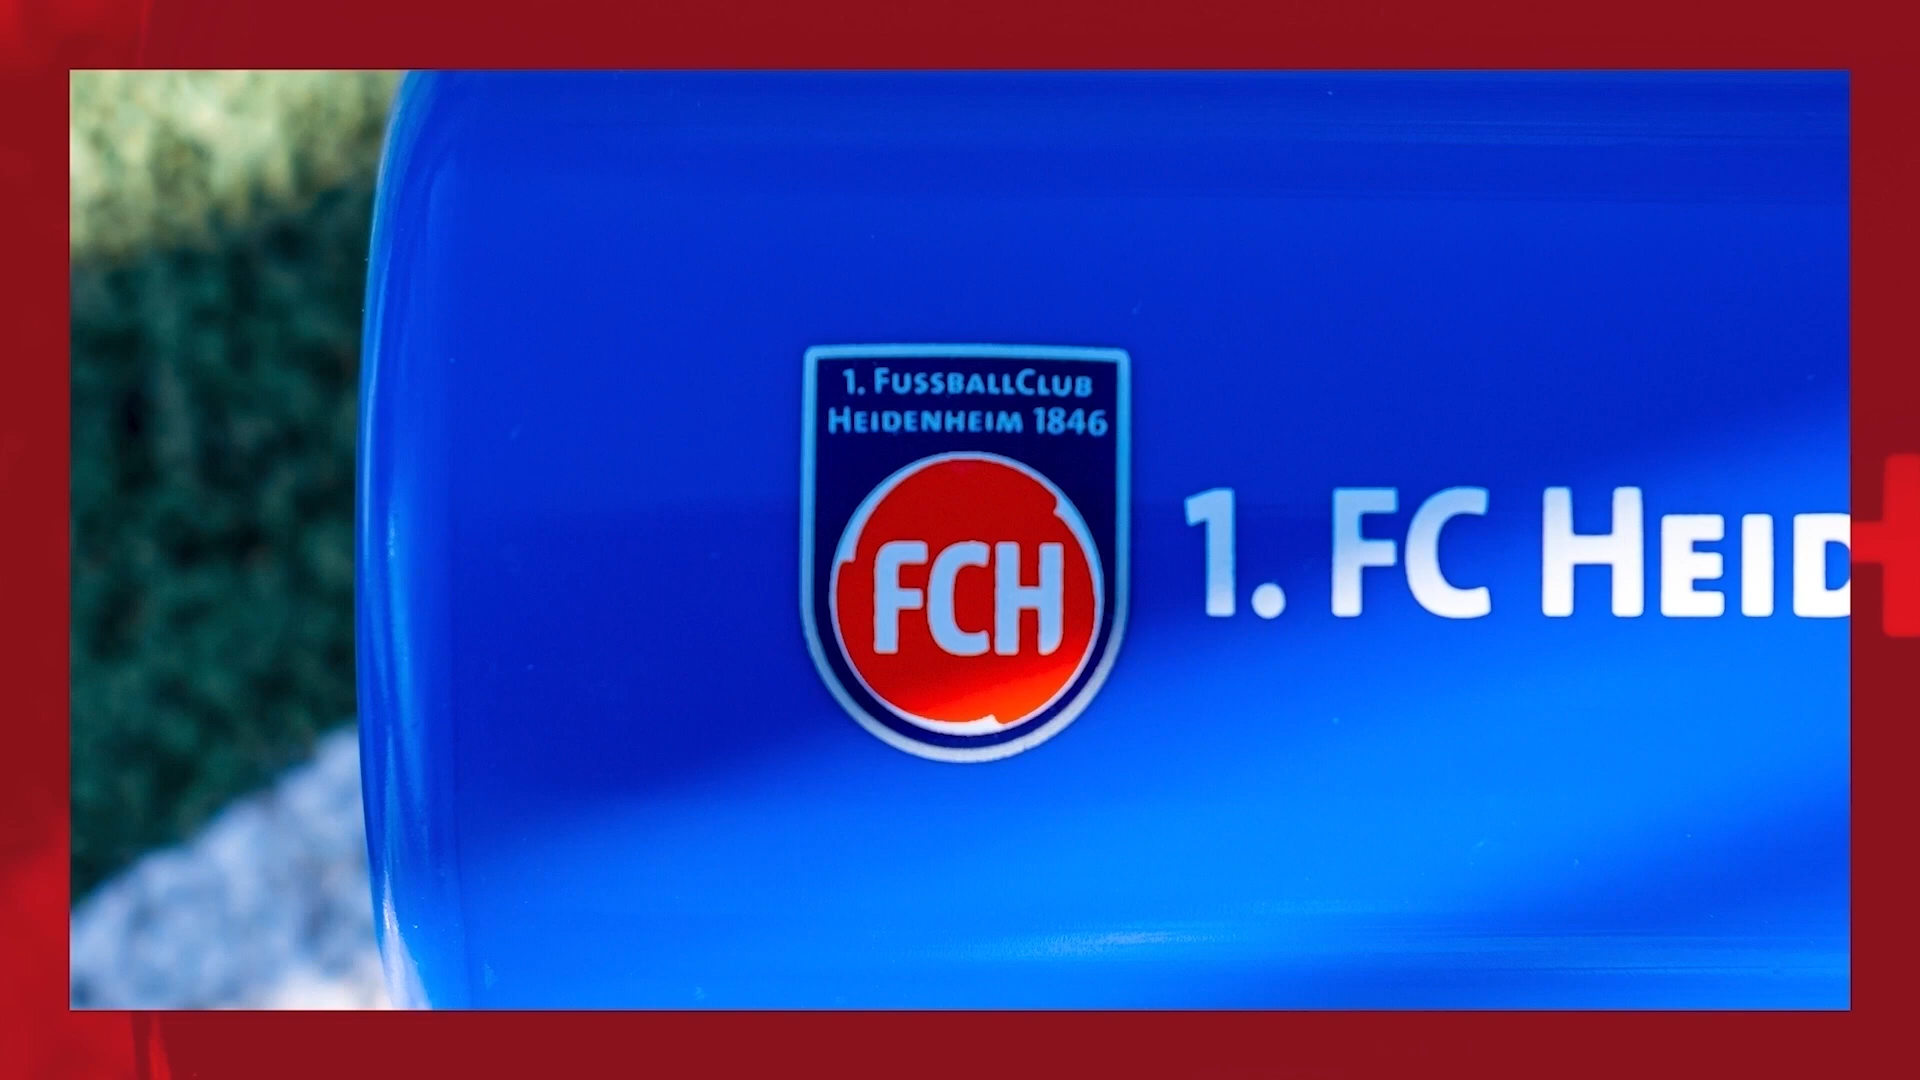 1. FUSSBALLCLUB
HEIDENHEIM 1846
FCH
1. FC HEID